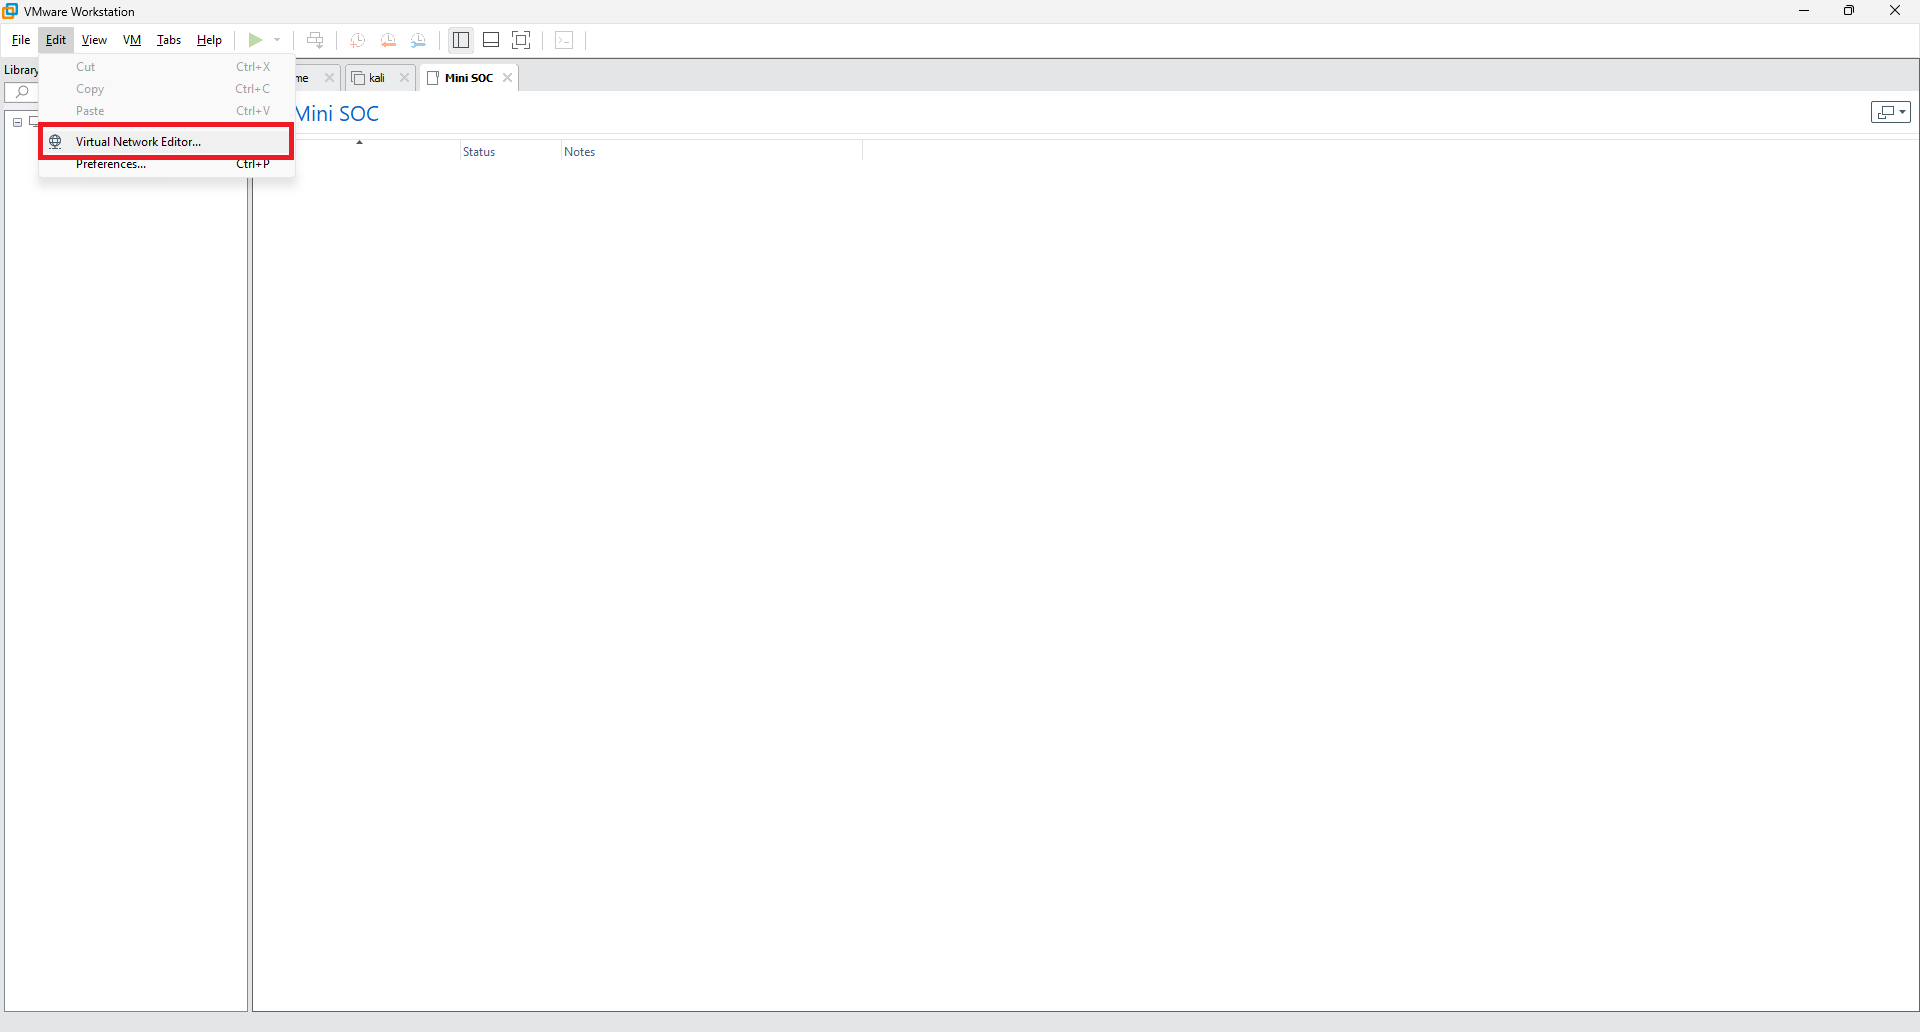 VMware Workstation
File Edit View VM Tabs Help
Library
Cut Ctrl+X
Copy Ctrl+C
Paste Ctrl+V
Virtual Network Editor...
Preferences... Ctrl+P
me kali Mini SOC
Mini SOC
Status Notes